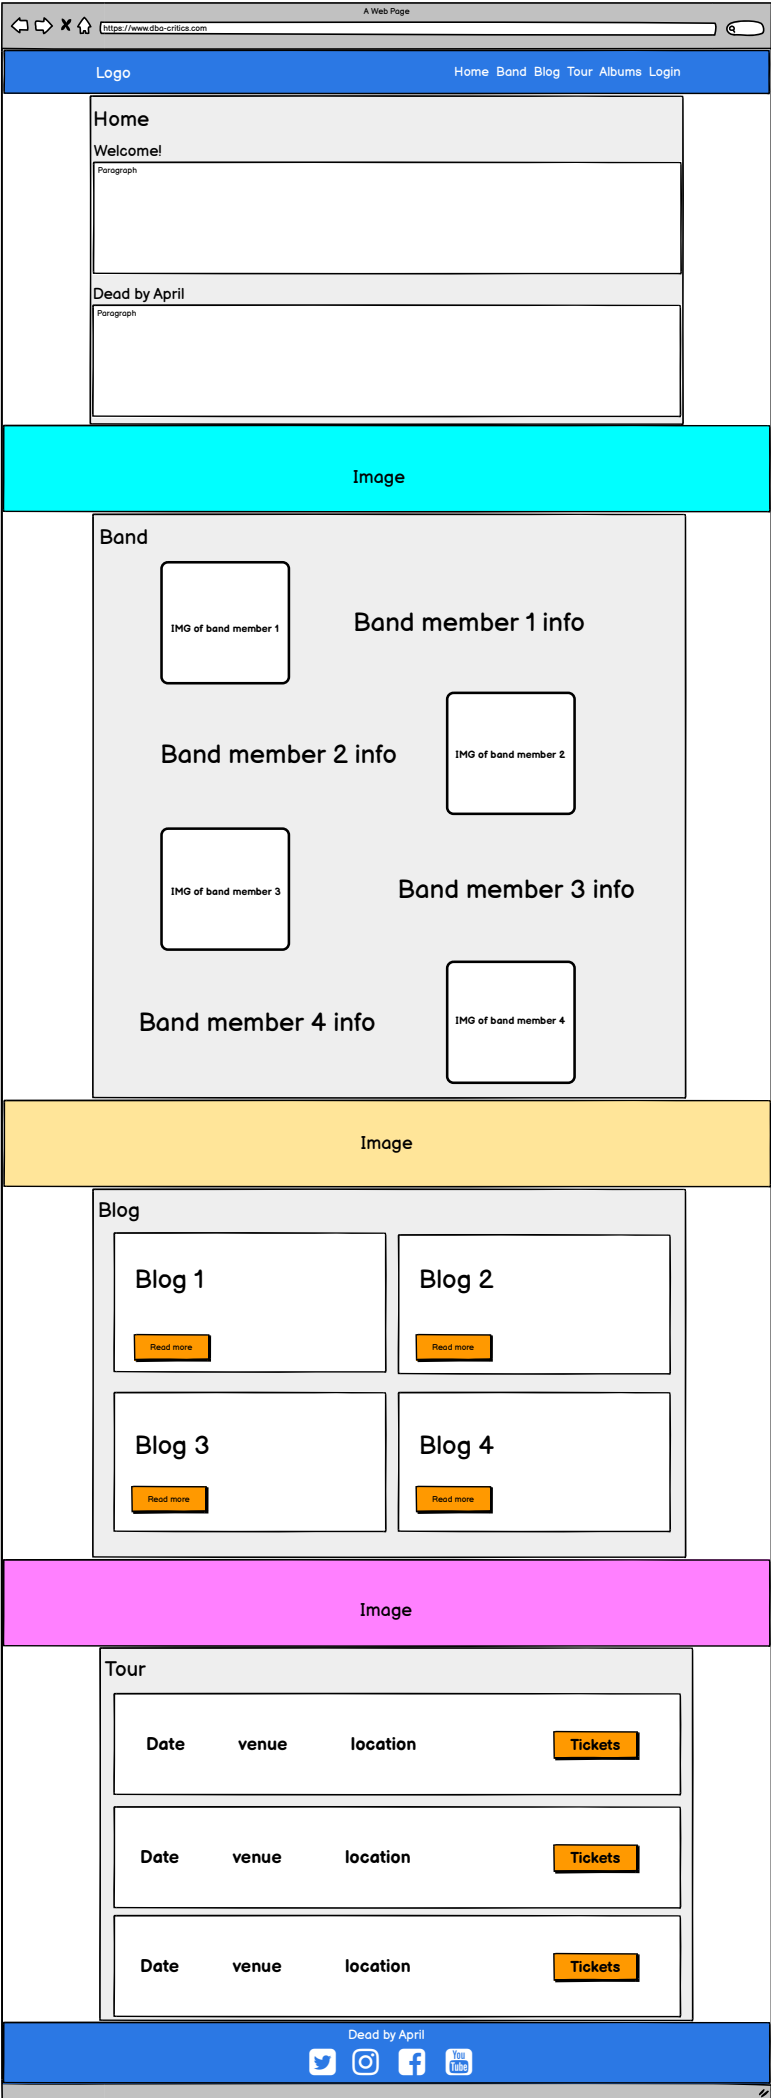 A Web Page
https://www.dba-critics.com
Logo
Home Band Blog Tour Albums Login
Home
Welcome!
Paragraph
Dead by April
Paragraph
Image
Band
IMG of band member 1
Band member 1 info
Band member 2 info
IMG of band member 2
IMG of band member 3
Band member 3 info
Band member 4 info
IMG of band member 4
Image
Blog
Blog 1
Blog 2
Read more
Read more
Blog 3
Blog 4
Read more
Read more
Image
Tour
Date venue location Tickets
Date venue location Tickets
Date venue location Tickets
Dead by April
You
Tube